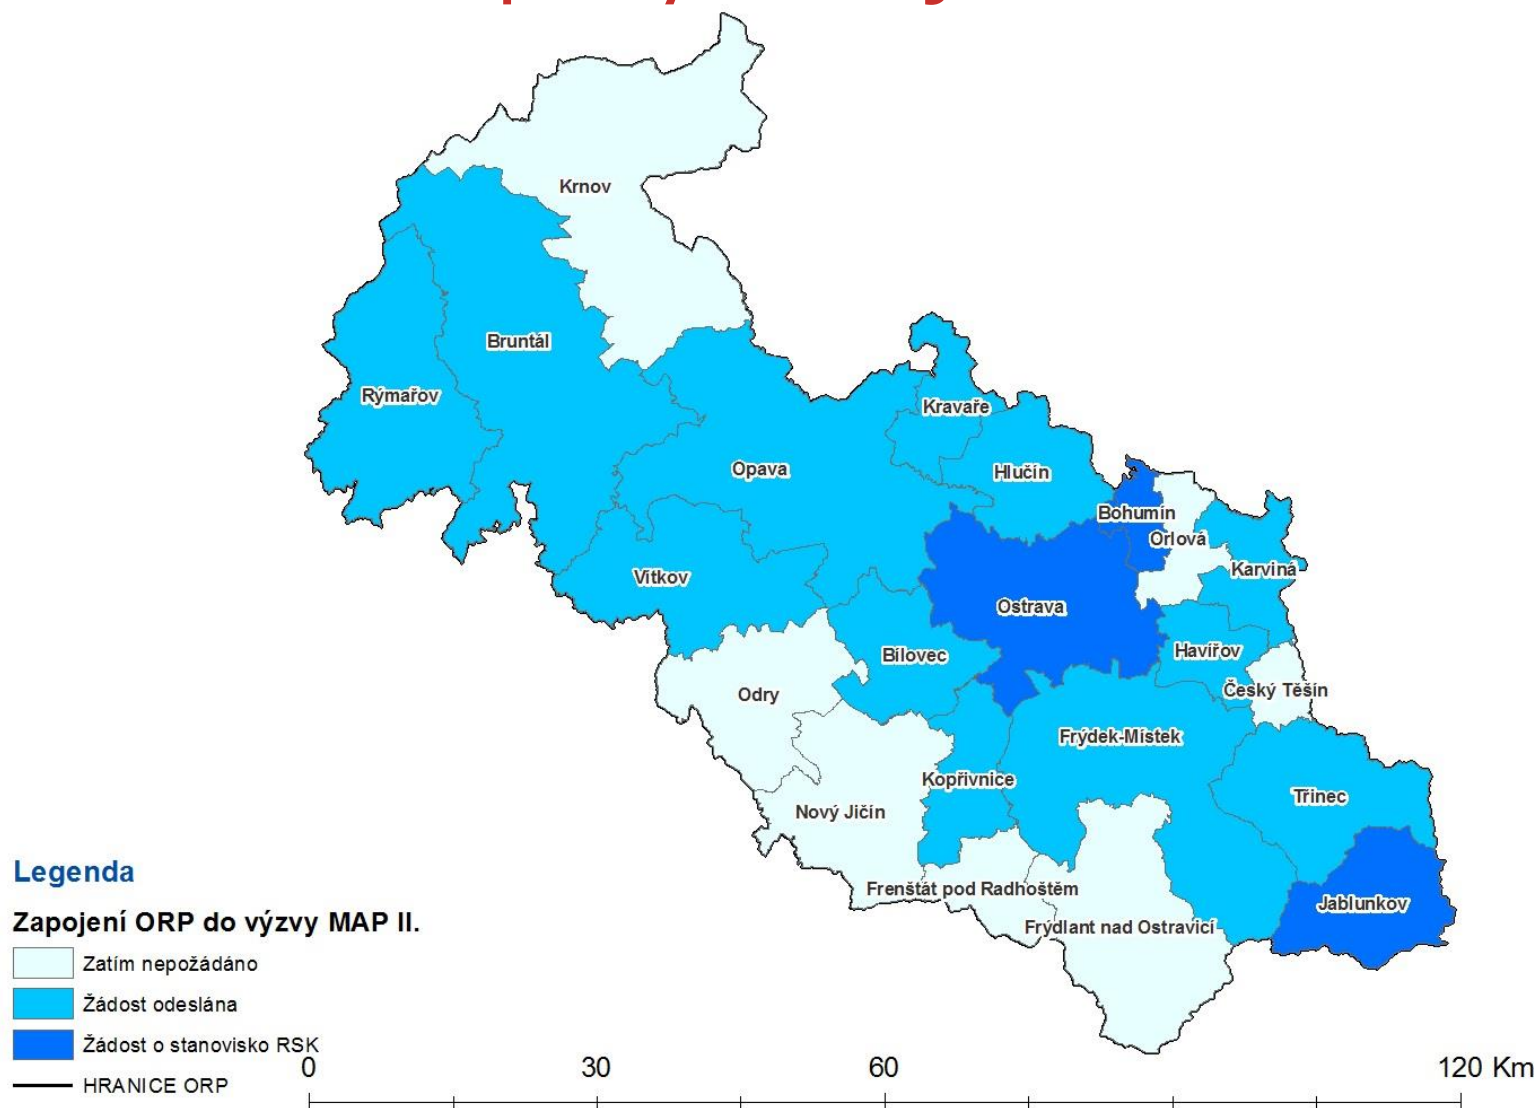 Krnov
Bruntál
Rýmařov
Kravaře
Opava
Hlučín
Bohumín
Orlová
Vítkov
Karviná
Ostrava
Bílovec
Havířov
Odry
Český Těšín
Frýdek-Místek
Kopřivnice
Třinec
Nový Jičín
Frenštát pod Radhoštěm
Jablunkov
Frýdlant nad Ostravicí
Legenda
Zapojení ORP do výzvy MAP II.
Zatím nepožádáno
Žádost odeslána
Žádost o stanovisko RSK
HRANICE ORP
0 30 60 120 Km